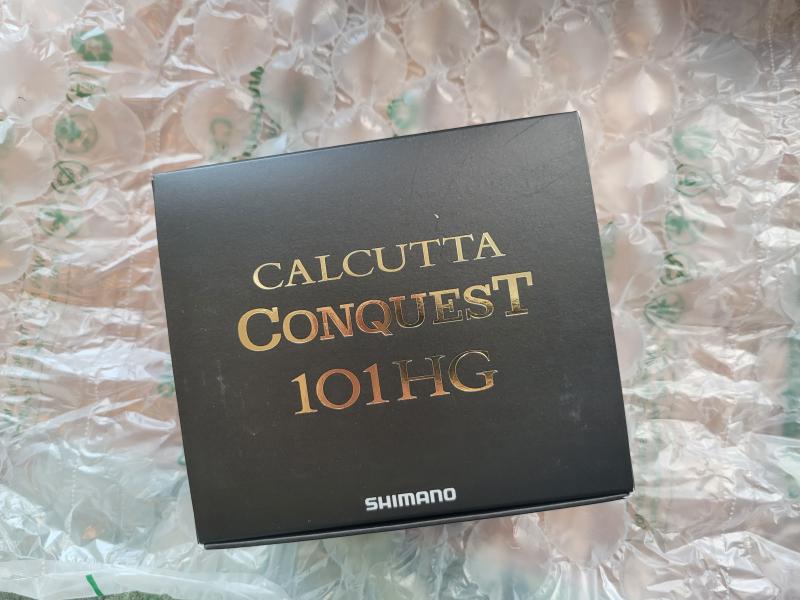 CALCUTTA
CONQUEST
101HG
SHIMANO